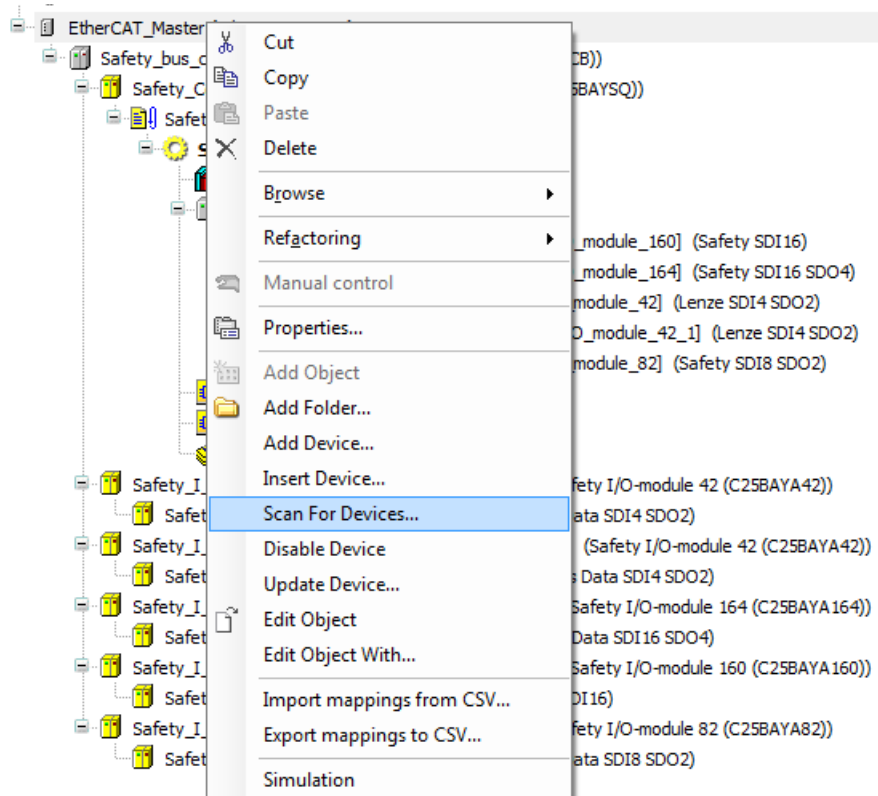 EtherCAT_Master
Cut
Safety_bus_c CB))
Copy
Safety_C 5BAYSQ))
Paste
Safet
Delete
S
Browse
Refactoring
_module_160] (Safety SDI16)
_module_164] (Safety SDI16 SDO4)
Manual control
module_42] (Lenze SDI4 SDO2)
Properties...
O_module_42_1] (Lenze SDI4 SDO2)
module_82] (Safety SDI8 SDO2)
Add Object
Add Folder...
Add Device...
Insert Device...
Safety_I_ fety I/O-module 42 (C25BAYA42))
Scan For Devices...
Safet ata SDI4 SDO2)
Disable Device
Safety_I_ (Safety I/O-module 42 (C25BAYA42))
Safet s Data SDI4 SDO2)
Update Device...
Safety_I_ Safety I/O-module 164 (C25BAYA164))
Edit Object
Safet Data SDI16 SDO4)
Edit Object With...
Safety_I_ Safety I/O-module 160 (C25BAYA160))
Safet DI16)
Import mappings from CSV...
Safety_I_ fety I/O-module 82 (C25BAYA82))
Export mappings to CSV...
Safet ata SDI8 SDO2)
Simulation